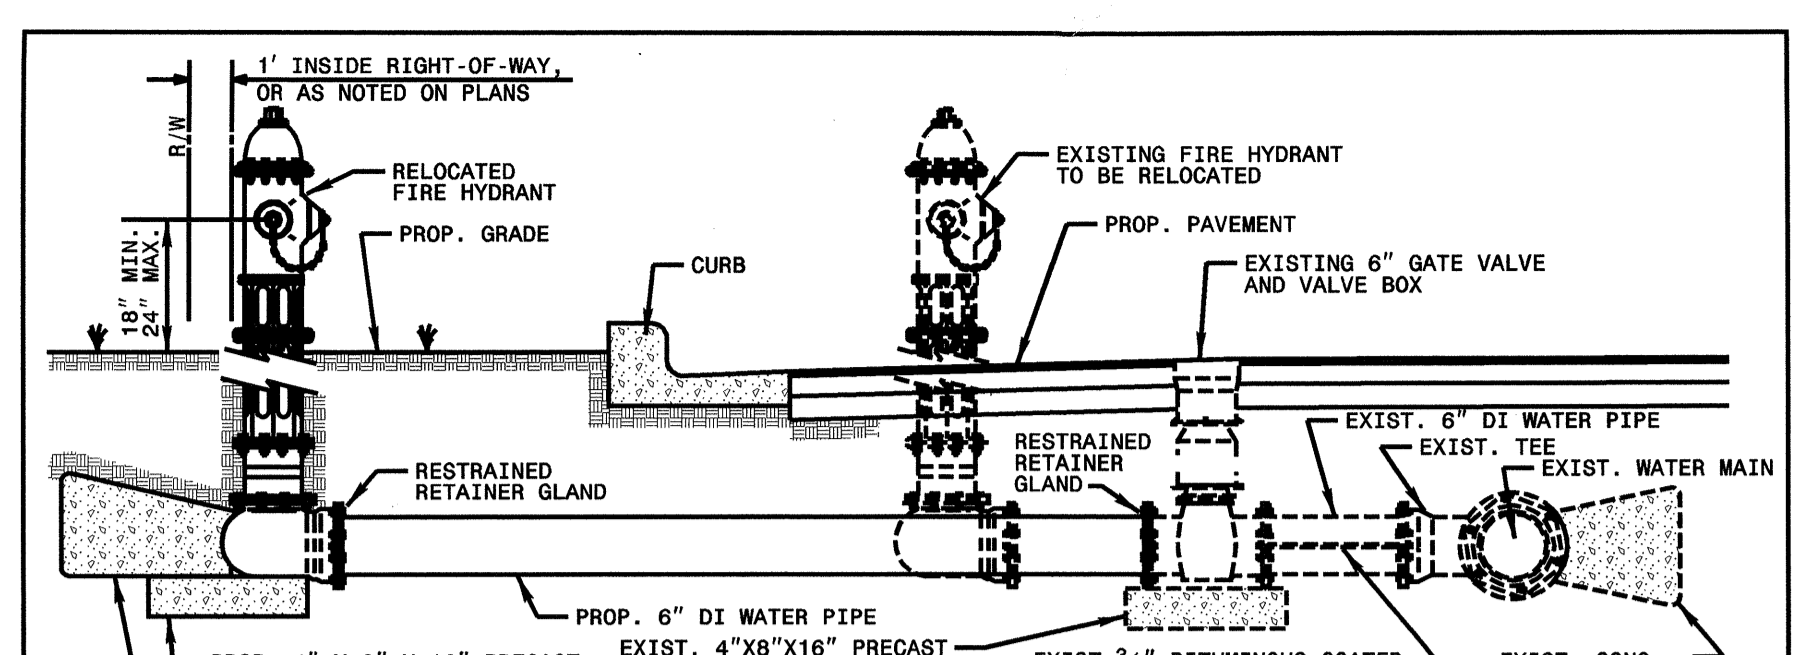 1' INSIDE RIGHT-OF-WAY,
OR AS NOTED ON PLANS
R/W
RELOCATED
FIRE HYDRANT
PROP. GRADE
18" MIN.
24" MAX.
CURB
EXISTING FIRE HYDRANT
TO BE RELOCATED
PROP. PAVEMENT
EXISTING 6" GATE VALVE
AND VALVE BOX
EXIST. 6" DI WATER PIPE
EXIST. TEE
EXIST. WATER MAIN
RESTRAINED
RETAINER
GLAND
RESTRAINED
RETAINER GLAND
PROP. 6" DI WATER PIPE
EXIST. 4"X8"X16" PRECAST